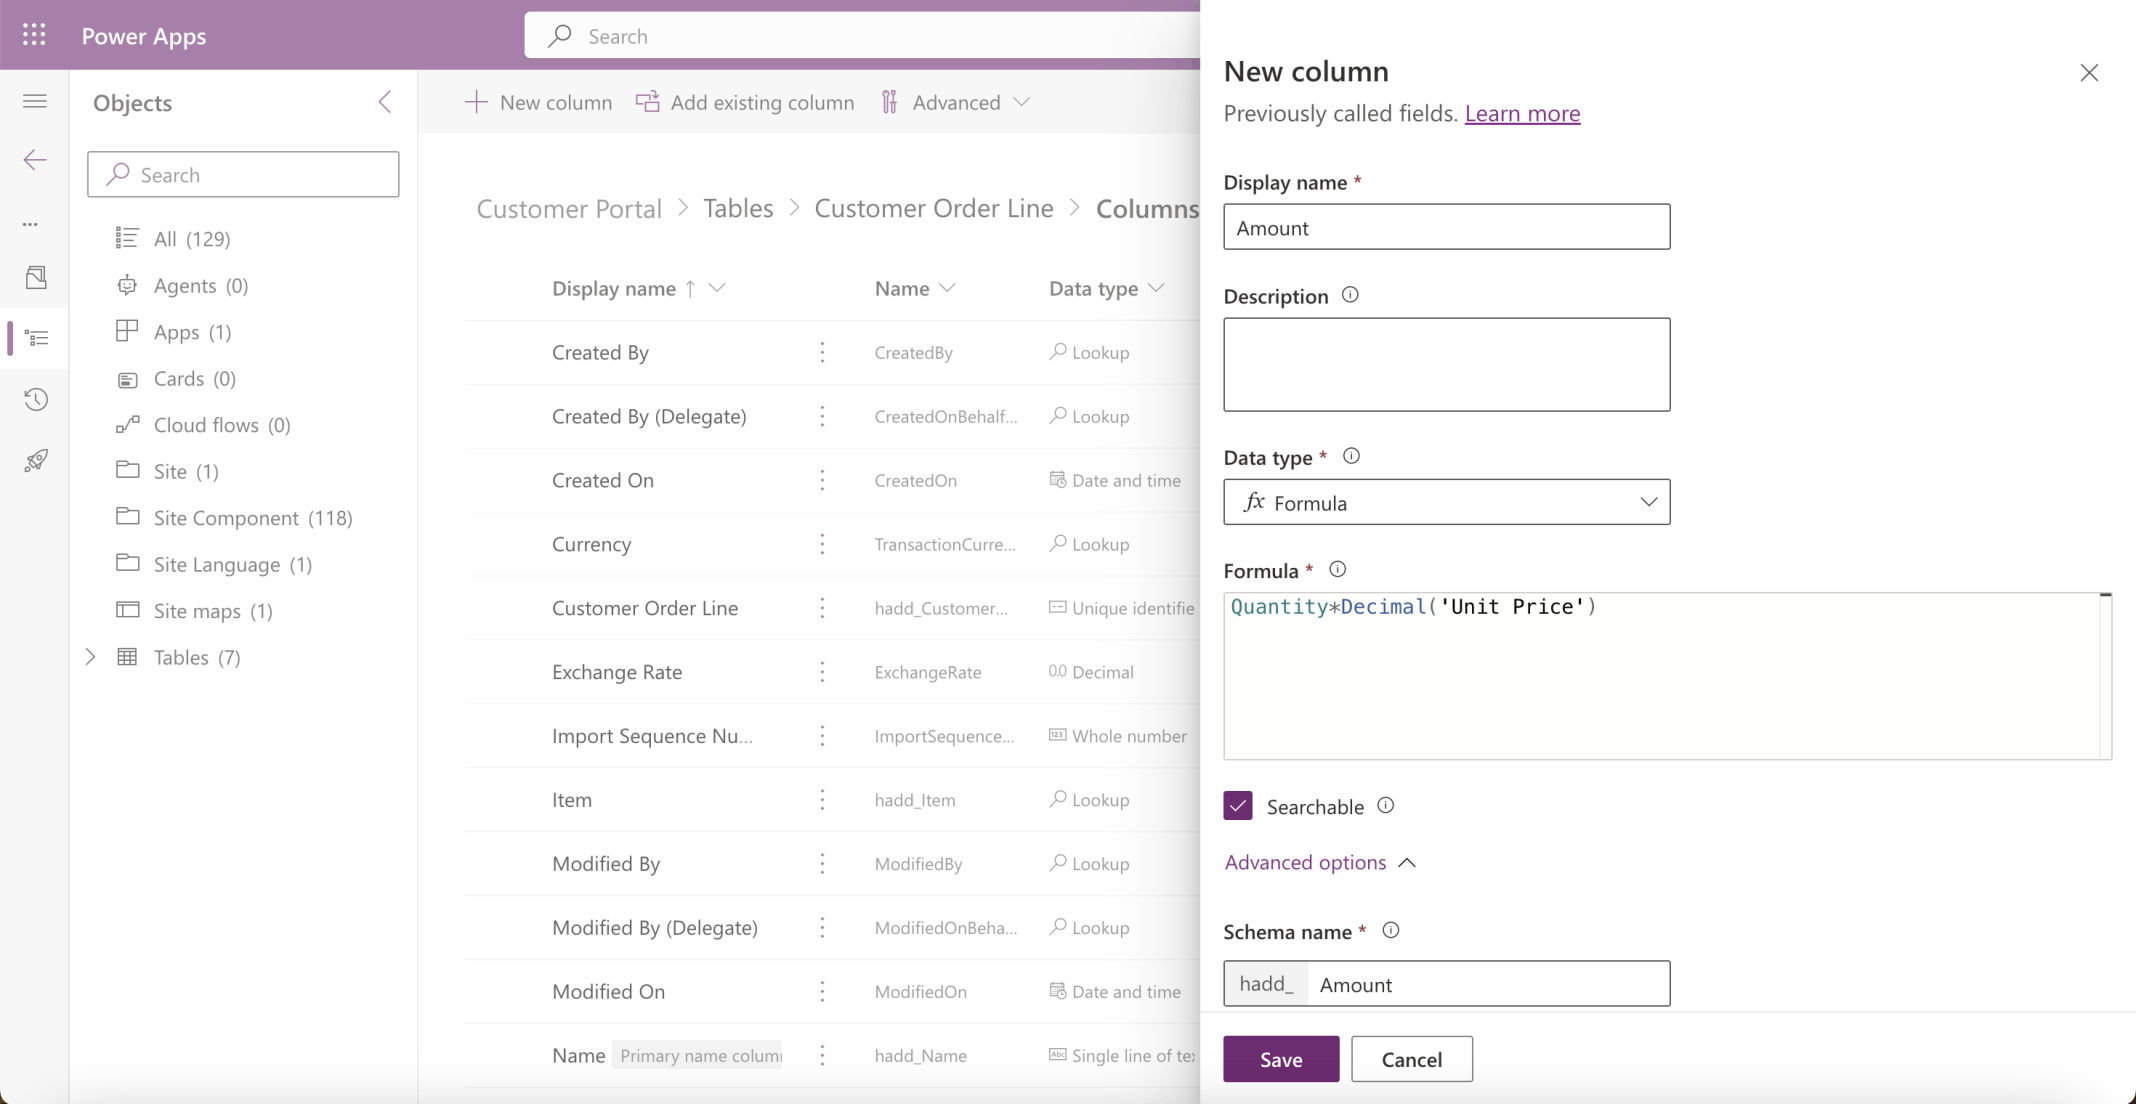 Power Apps
Search
Objects
Search
All (129)
Agents (0)
Apps (1)
Cards (0)
Cloud flows (0)
Site (1)
Site Component (118)
Site Language (1)
Site maps (1)
Tables (7)
New column
Add existing column
Advanced
Customer Portal > Tables > Customer Order Line > Columns
Display name ↑ Name Data type
Created By CreatedBy Lookup
Created By (Delegate) CreatedOnBehalf... Lookup
Created On CreatedOn Date and time
Currency TransactionCurre... Lookup
Customer Order Line hadd_Customer... Unique identifie
Exchange Rate ExchangeRate 0.0 Decimal
Import Sequence Nu... ImportSequence... 123 Whole number
Item hadd_Item Lookup
Modified By ModifiedBy Lookup
Modified By (Delegate) ModifiedOnBeha... Lookup
Modified On ModifiedOn Date and time
Name Primary name colum hadd_Name Abc Single line of te
New column
Previously called fields. Learn more
Display name *
Amount
Description
Data type *
fx Formula
Formula *
Quantity*Decimal('Unit Price')
Searchable
Advanced options
Schema name *
hadd_ Amount
Save
Cancel